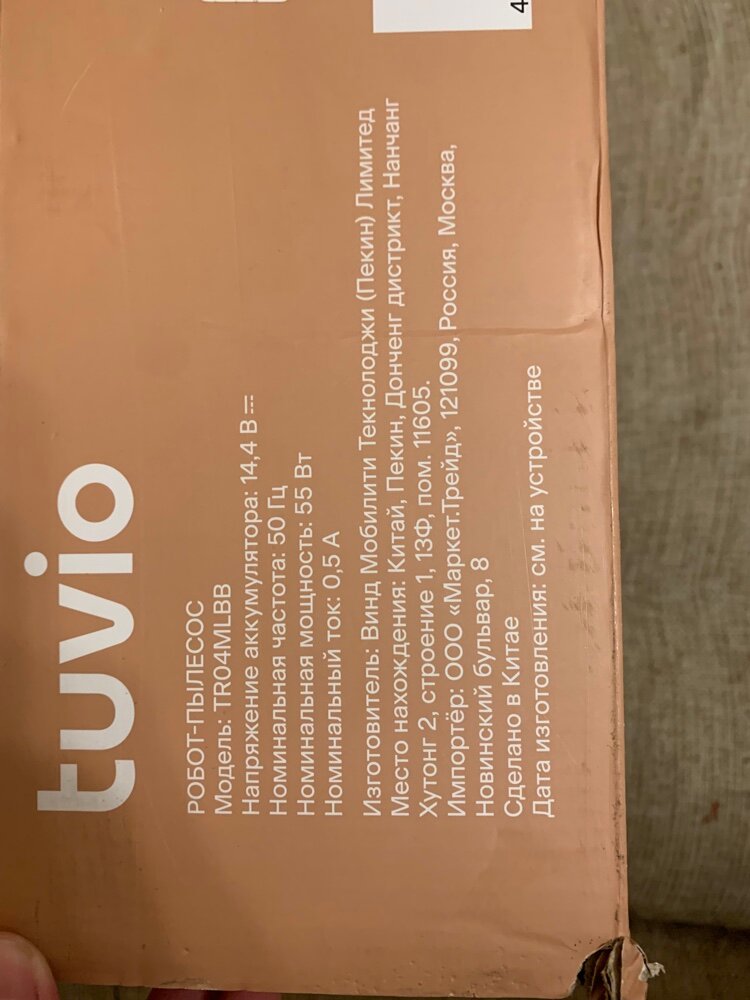 tuvio
РОБОТ-ПЫЛЕСОС
Модель: TR04MLBB
Напряжение аккумулятора: 14,4 В ⎓
Номинальная частота: 50 Гц
Номинальная мощность: 55 Вт
Номинальный ток: 0,5 А
Изготовитель: Винд Мобилити Текнолоджи (Пекин) Лимитед
Место нахождения: Китай, Пекин, Донченг дистрикт, Нанчанг
Хутонг 2, строение 1, 13Ф, пом. 11605.
Импортёр: ООО «Маркет.Трейд», 121099, Россия, Москва,
Новинский бульвар, 8
Сделано в Китае
Дата изготовления: см. на устройстве
4